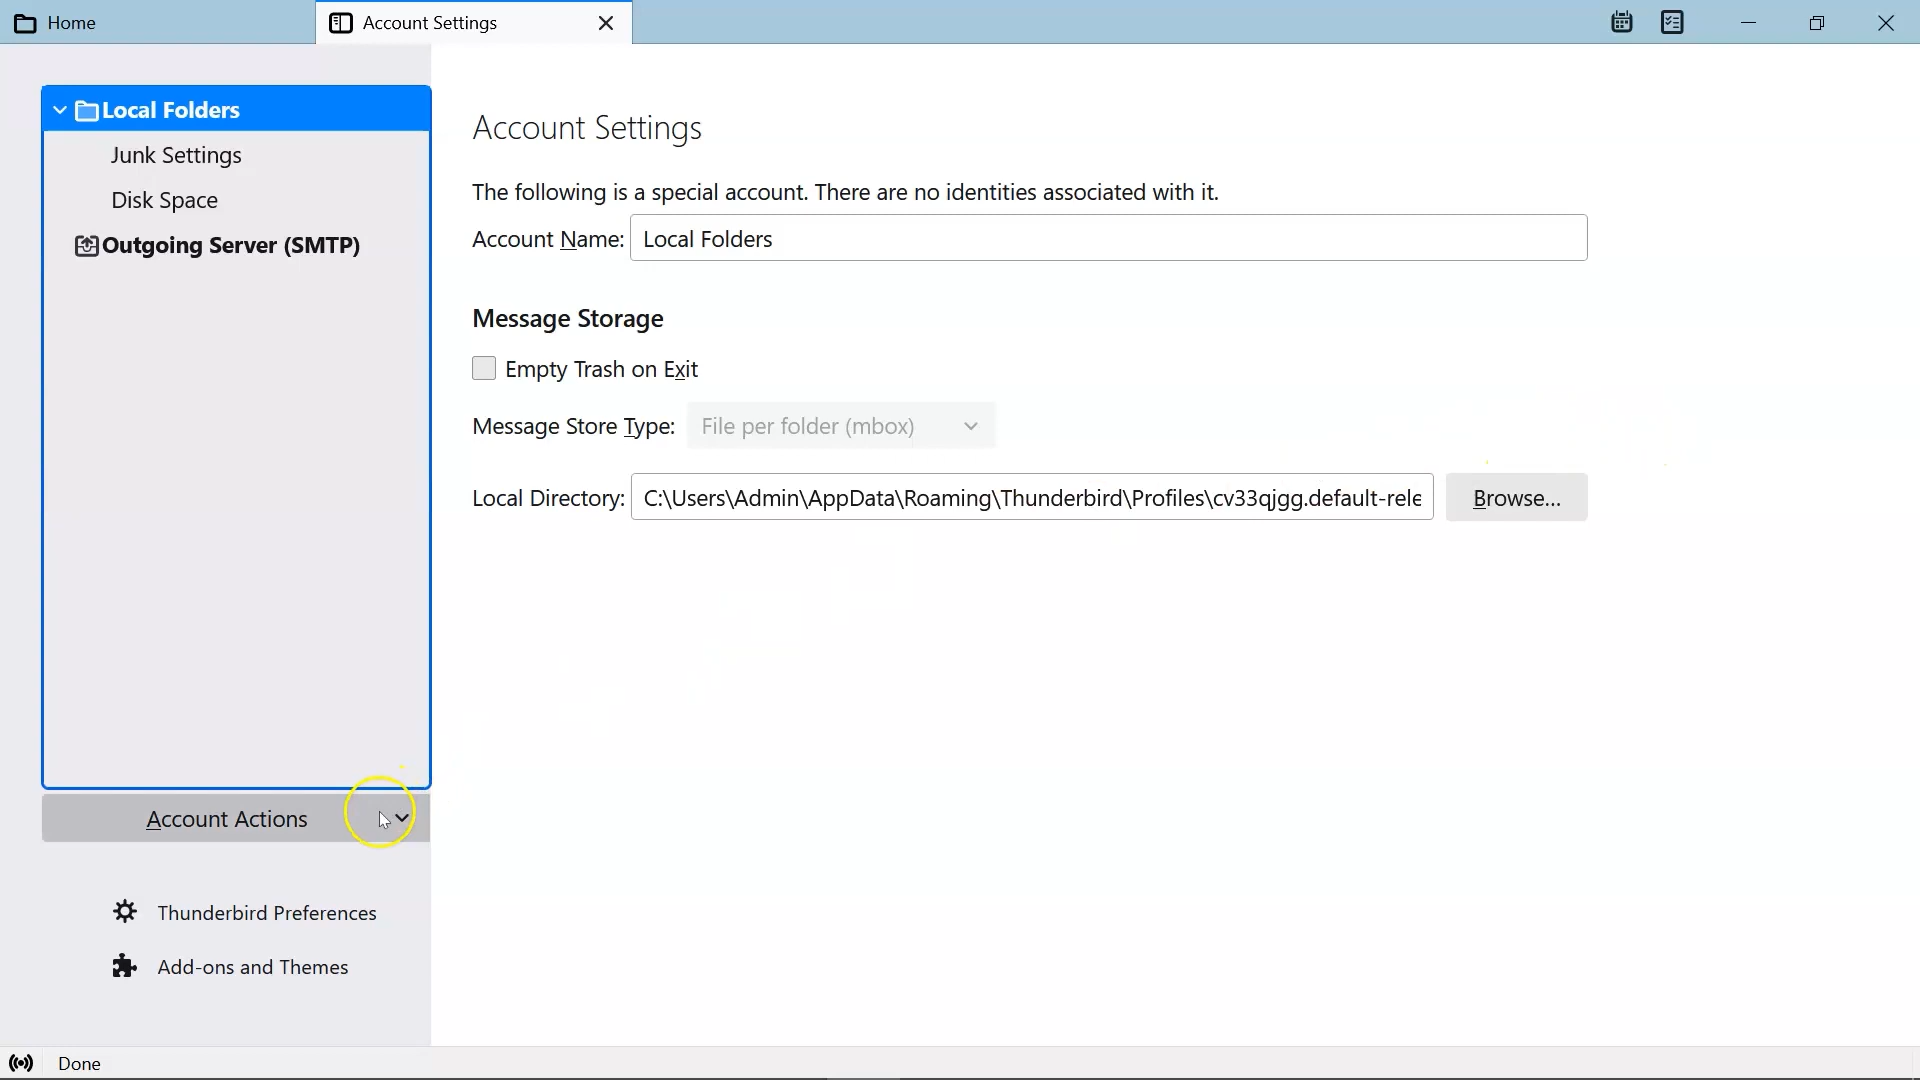 Home
Account Settings
Local Folders
Junk Settings
Disk Space
Outgoing Server (SMTP)
Account Actions
Thunderbird Preferences
Add-ons and Themes
Account Settings
The following is a special account. There are no identities associated with it.
Account Name: Local Folders
Message Storage
Empty Trash on Exit
Message Store Type: File per folder (mbox)
Local Directory: C:\Users\Admin\AppData\Roaming\Thunderbird\Profiles\cv33qjgg.default-rele Browse...
Done